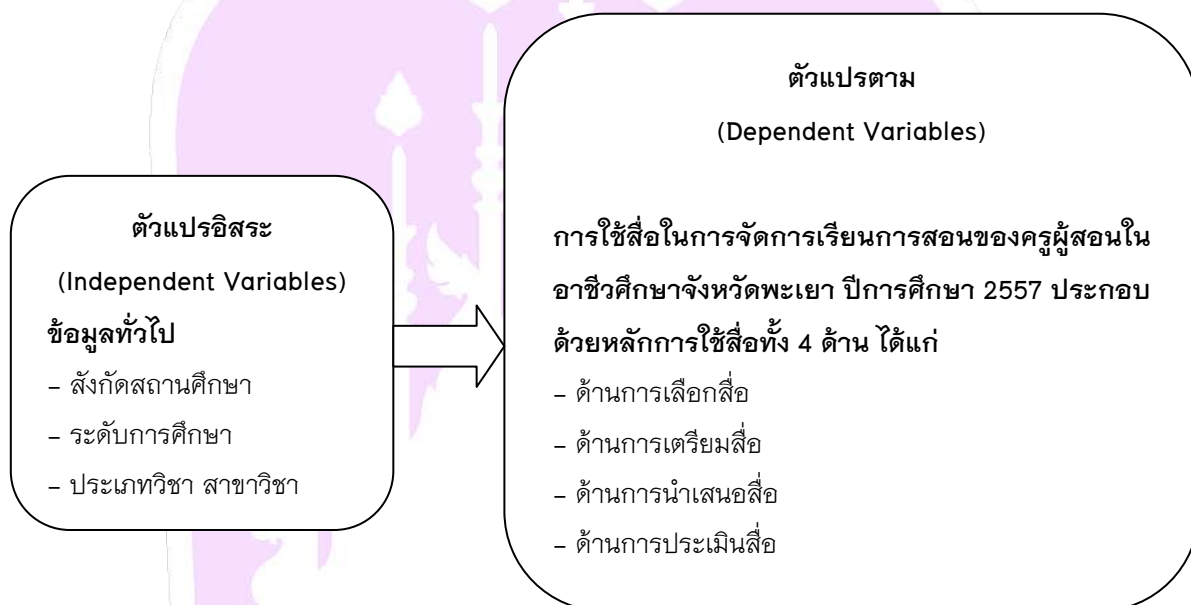 ตัวแปรอิสระ
(Independent Variables)
ข้อมูลทั่วไป
– สังกัดสถานศึกษา
– ระดับการศึกษา
– ประเภทวิชา สาขาวิชา
ตัวแปรตาม
(Dependent Variables)
การใช้สื่อในการจัดการเรียนการสอนของครูผู้สอนใน
อาชีวศึกษาจังหวัดพะเยา ปีการศึกษา 2557 ประกอบ
ด้วยหลักการใช้สื่อทั้ง 4 ด้าน ได้แก่
– ด้านการเลือกสื่อ
– ด้านการเตรียมสื่อ
– ด้านการนำเสนอสื่อ
– ด้านการประเมินสื่อ